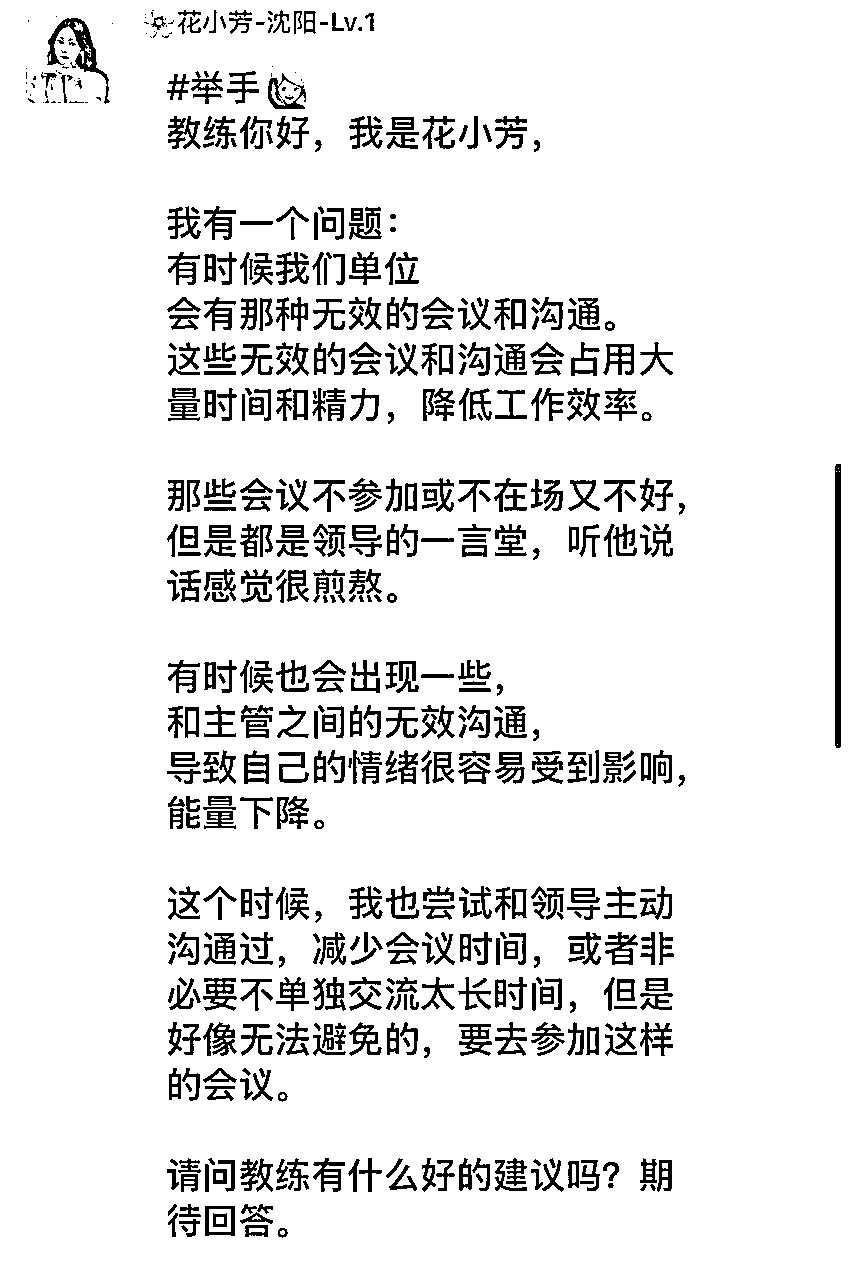 花小芳-沈阳-Lv.1
#举手
教练你好，我是花小芳，
我有一个问题：
有时候我们单位
会有那种无效的会议和沟通。
这些无效的会议和沟通会占用大
量时间和精力，降低工作效率。
那些会议不参加或不在场又不好，
但是都是领导的一言堂，听他说
话感觉很煎熬。
有时候也会出现一些，
和主管之间的无效沟通，
导致自己的情绪很容易受到影响，
能量下降。
这个时候，我也尝试和领导主动
沟通过，减少会议时间，或者非
必要不单独交流太长时间，但是
好像无法避免的，要去参加这样
的会议。
请问教练有什么好的建议吗？期
待回答。